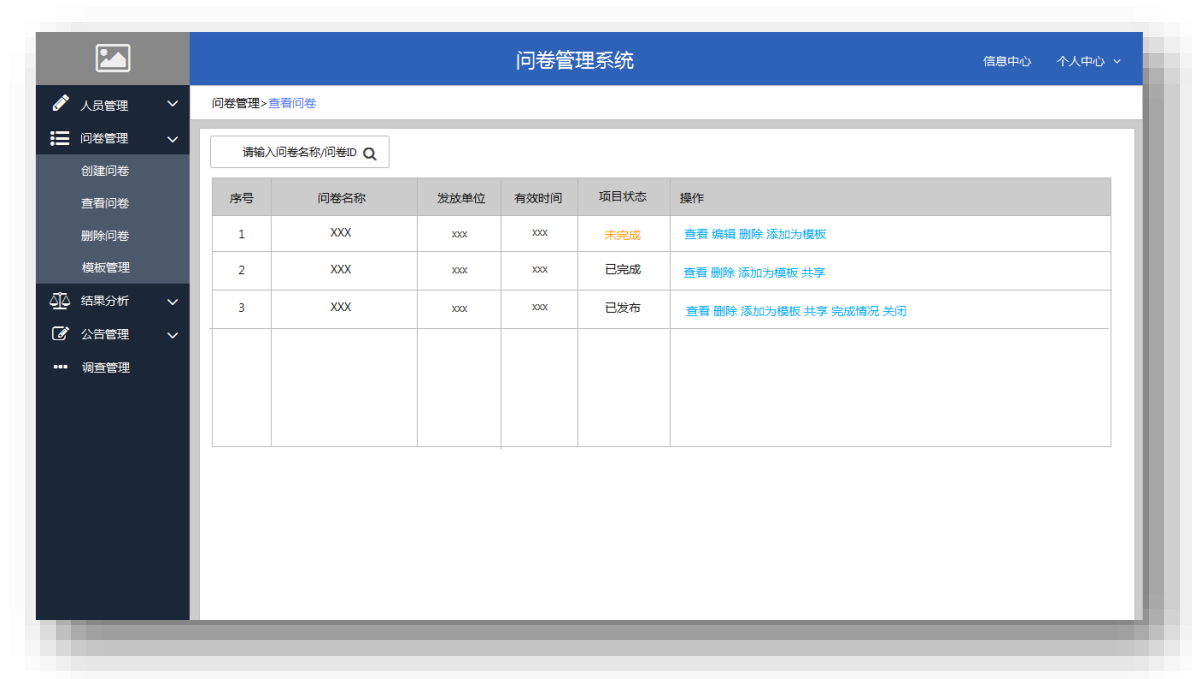 问卷管理系统
信息中心 个人中心
人员管理
问卷管理
创建问卷
查看问卷
删除问卷
模板管理
结果分析
公告管理
调查管理
问卷管理>查看问卷
请输入问卷名称/问卷ID
序号 问卷名称 发放单位 有效时间 项目状态 操作
1 XXX xxx xxx 未完成 查看 编辑 删除 添加为模板
2 XXX xxx xxx 已完成 查看 删除 添加为模板 共享
3 XXX xxx xxx 已发布 查看 删除 添加为模板 共享 完成情况 关闭